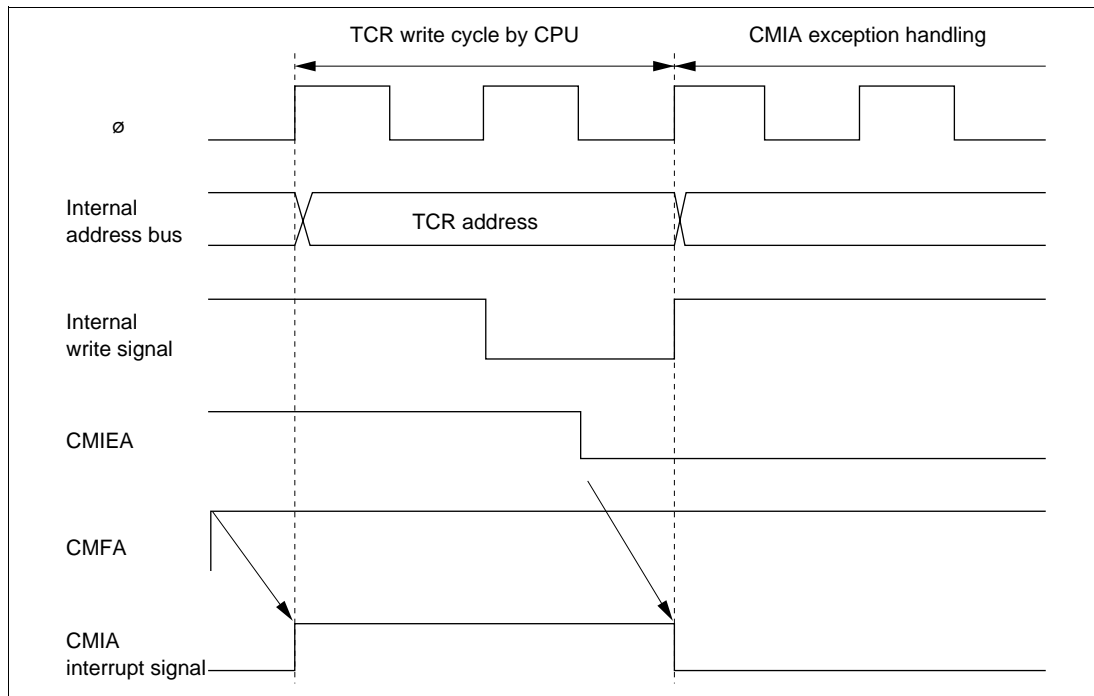 TCR write cycle by CPU
CMIA exception handling
ø
Internal
address bus
TCR address
Internal
write signal
CMIEA
CMFA
CMIA
interrupt signal